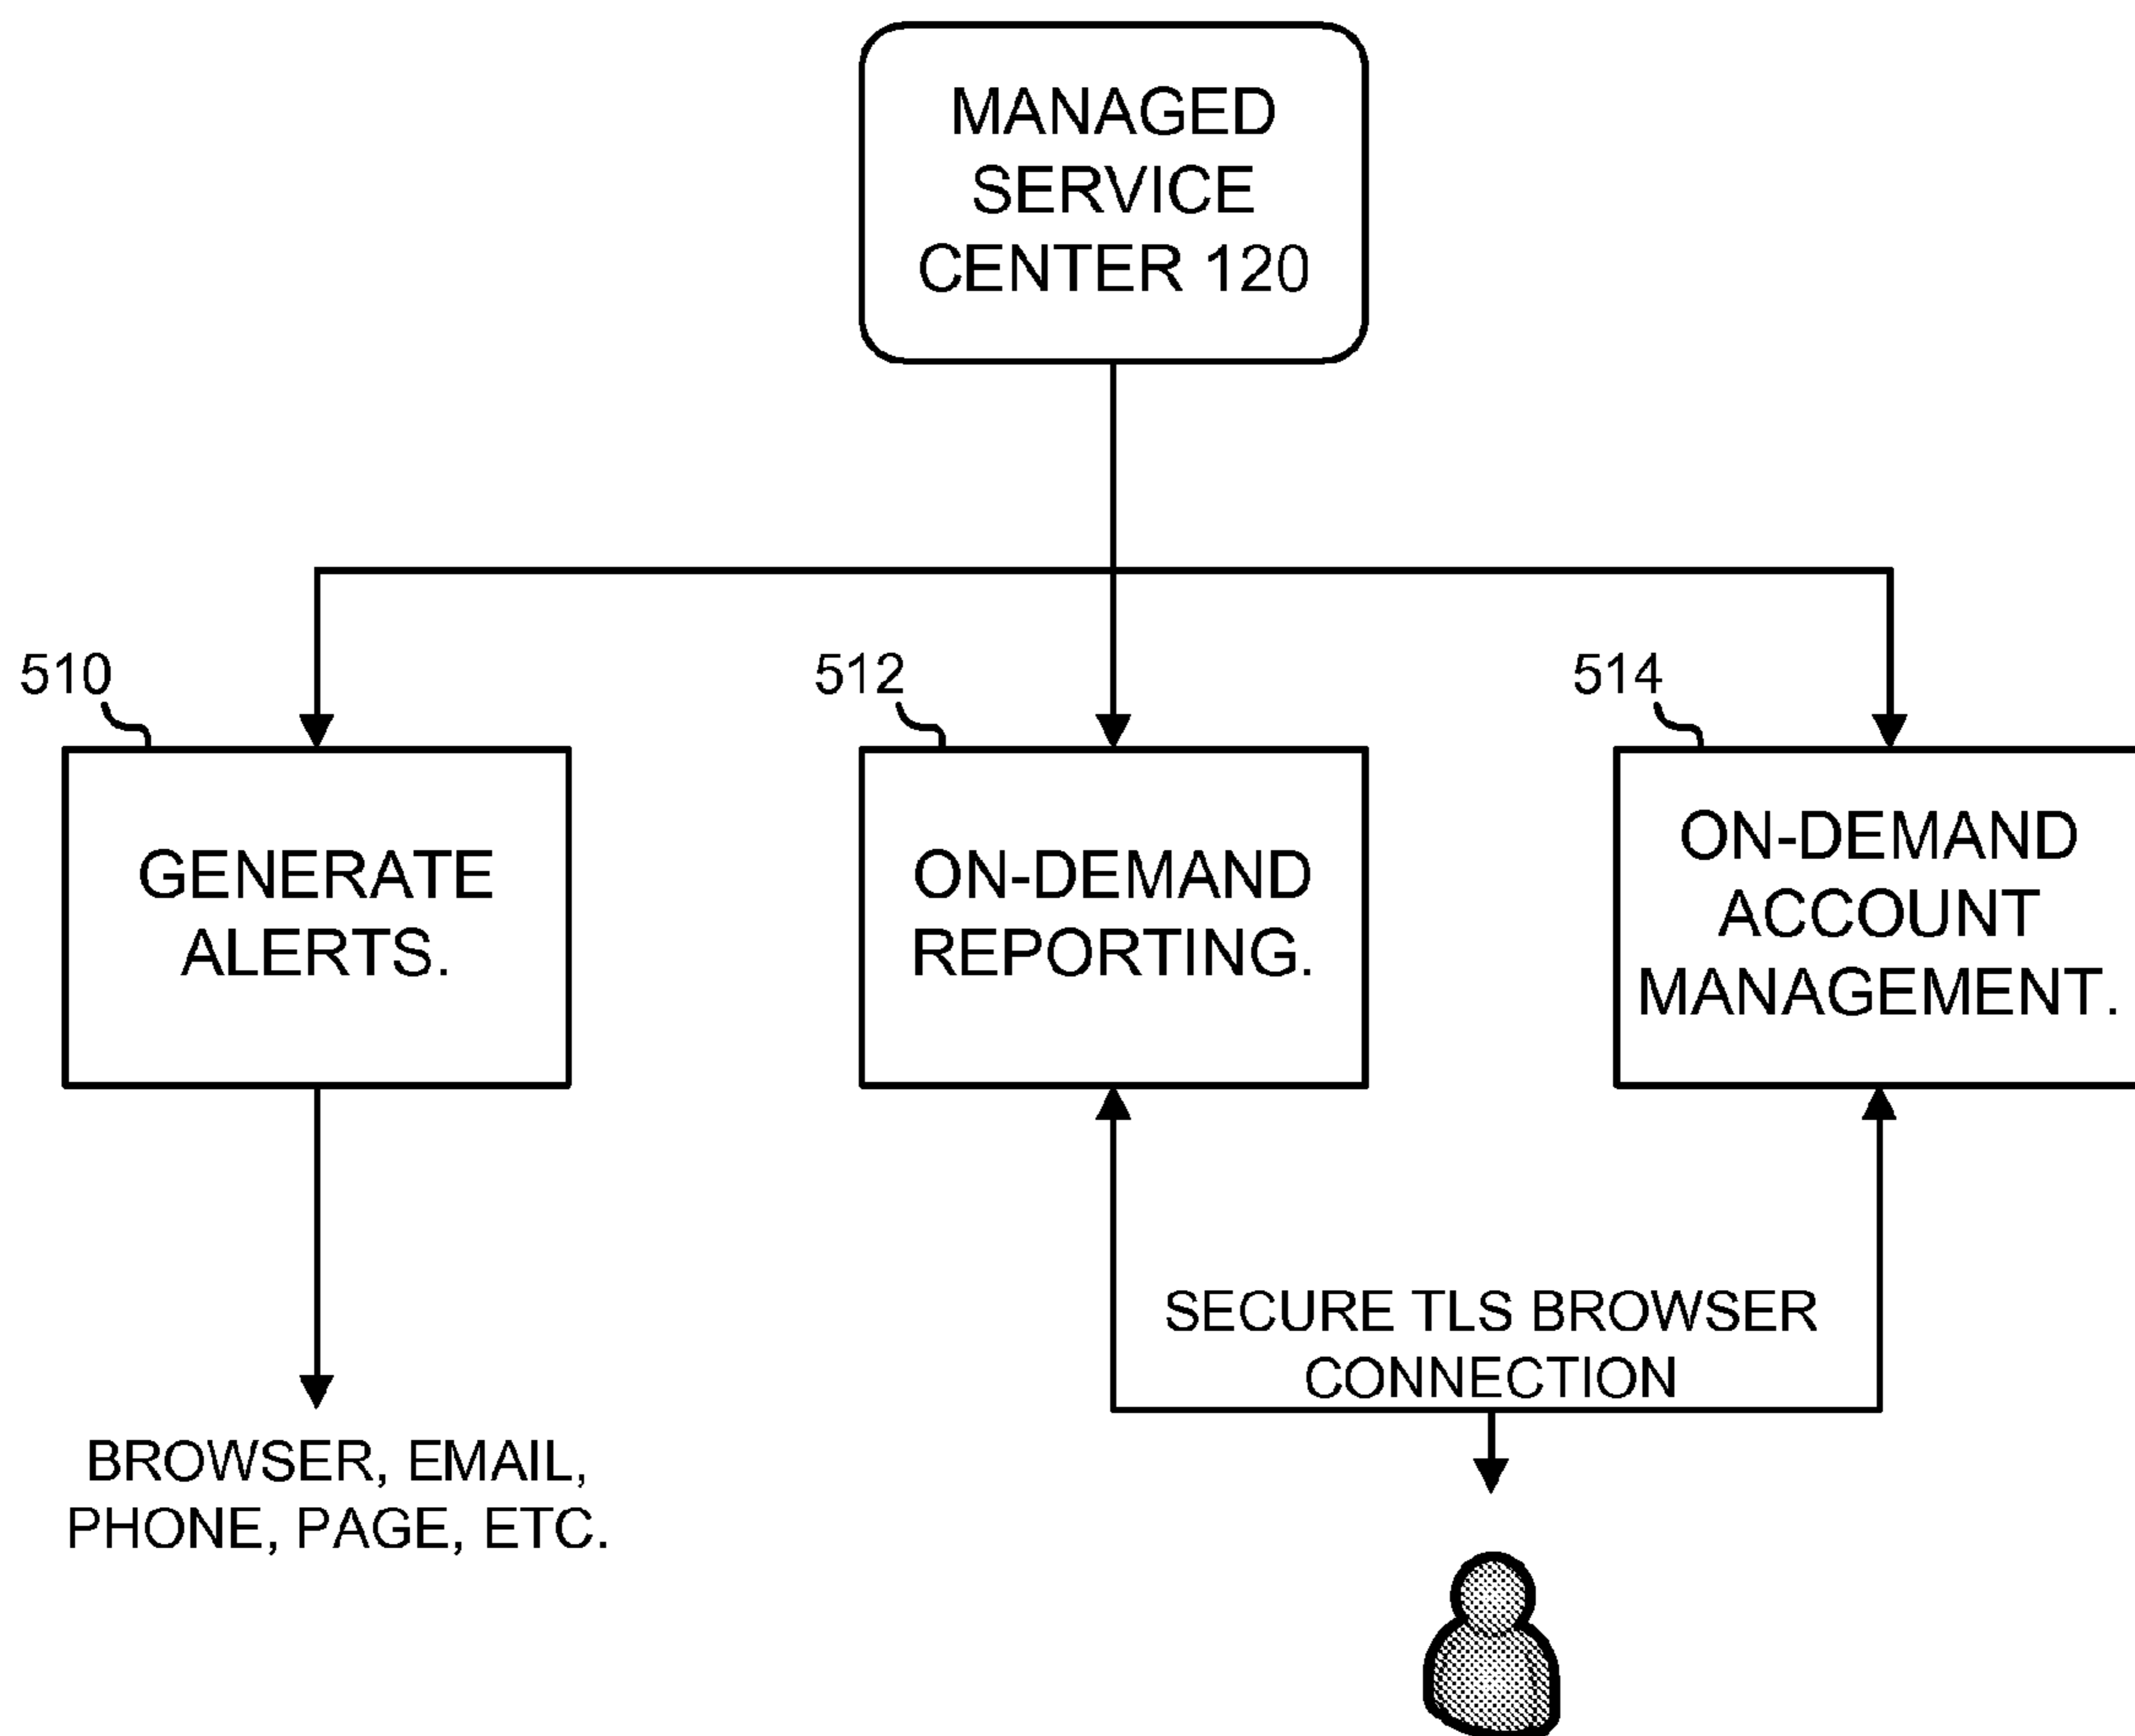 MANAGED
SERVICE
CENTER 120
510
512
514
GENERATE
ALERTS.
ON-DEMAND
REPORTING.
ON-DEMAND
ACCOUNT
MANAGEMENT.
SECURE TLS BROWSER
CONNECTION
BROWSER, EMAIL,
PHONE, PAGE, ETC.